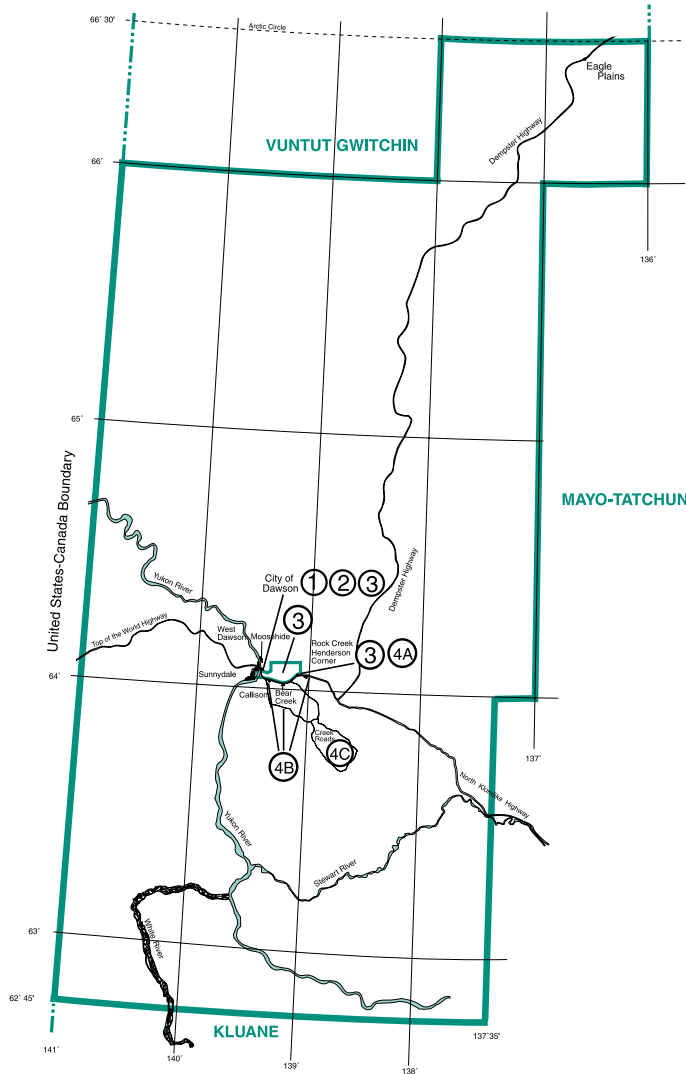 66˚ 30'
Arctic Circle
Eagle
Plains
Dempster Highway
VUNTUT GWITCHIN
66˚
136˚
65˚
MAYO-TATCHUN
United States-Canada Boundary
Yukon River
City of
Dawson
1
2
3
Dempster Highway
3
Top of the World Highway
West
Dawson
Moosehide
Rock Creek
Henderson
Corner
3
4A
64˚
Sunnydale
Callison
Bear
Creek
Creek
Roads
4B
4C
137˚
North Klondike Highway
Yukon River
Stewart River
White River
63˚
62˚ 45'
KLUANE
141˚
140˚
139˚
138˚
137˚35'